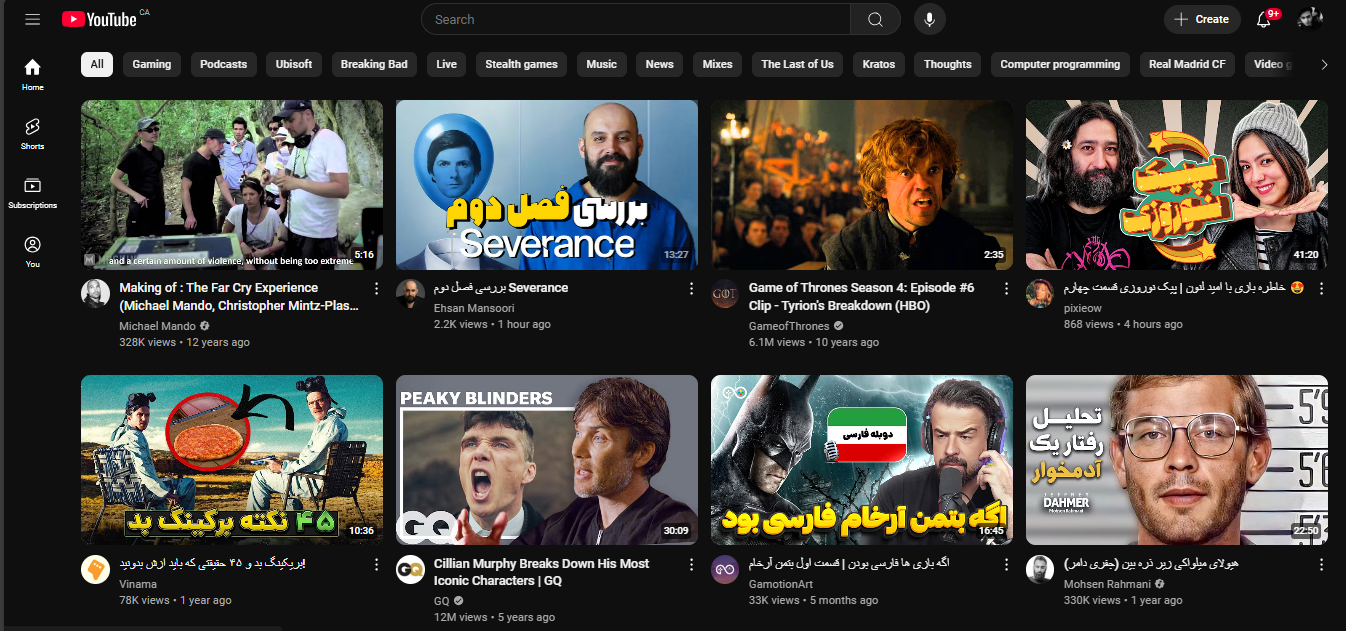 YouTube CA
Search
Create
9+
Home
Shorts
Subscriptions
You
All
Gaming
Podcasts
Ubisoft
Breaking Bad
Live
Stealth games
Music
News
Mixes
The Last of Us
Kratos
Thoughts
Computer programming
Real Madrid CF
Video g
and a certain amount of violence, without being too extreme
5:16
Making of : The Far Cry Experience
(Michael Mando, Christopher Mintz-Plas...
Michael Mando
328K views • 12 years ago
بررسی فصل دوم
Severance
13:27
بررسی فصل دوم Severance
Ehsan Mansoori
2.2K views • 1 hour ago
2:35
GOT
Game of Thrones Season 4: Episode #6
Clip - Tyrion's Breakdown (HBO)
GameofThrones
6.1M views • 10 years ago
پیک
نوروزی
41:20
خاطره بازی با امید لنون | پیک نوروزی قسمت چهارم 😍
pixieow
868 views • 4 hours ago
۴۵ نکته برکینگ بد
10:36
بریکینگ بد و ۴۵ حقیقتی که باید ازش بدونید!
Vinama
78K views • 1 year ago
PEAKY BLINDERS
GQ
30:09
GQ
Cillian Murphy Breaks Down His Most
Iconic Characters | GQ
GQ
12M views • 5 years ago
دوبله فارسی
اگه بتمن آرخام فارسی بود
16:45
اگه بازی ها فارسی بودن | قسمت اول بتمن آرخام
GamotionArt
33K views • 5 months ago
تحلیل
رفتار یک
آدمخوار
DAHMER
Mohsen Rahmani
5'9
5'6
22:50
هیولای میلواکی زیر ذره بین (جفری دامر)
Mohsen Rahmani
330K views • 1 year ago